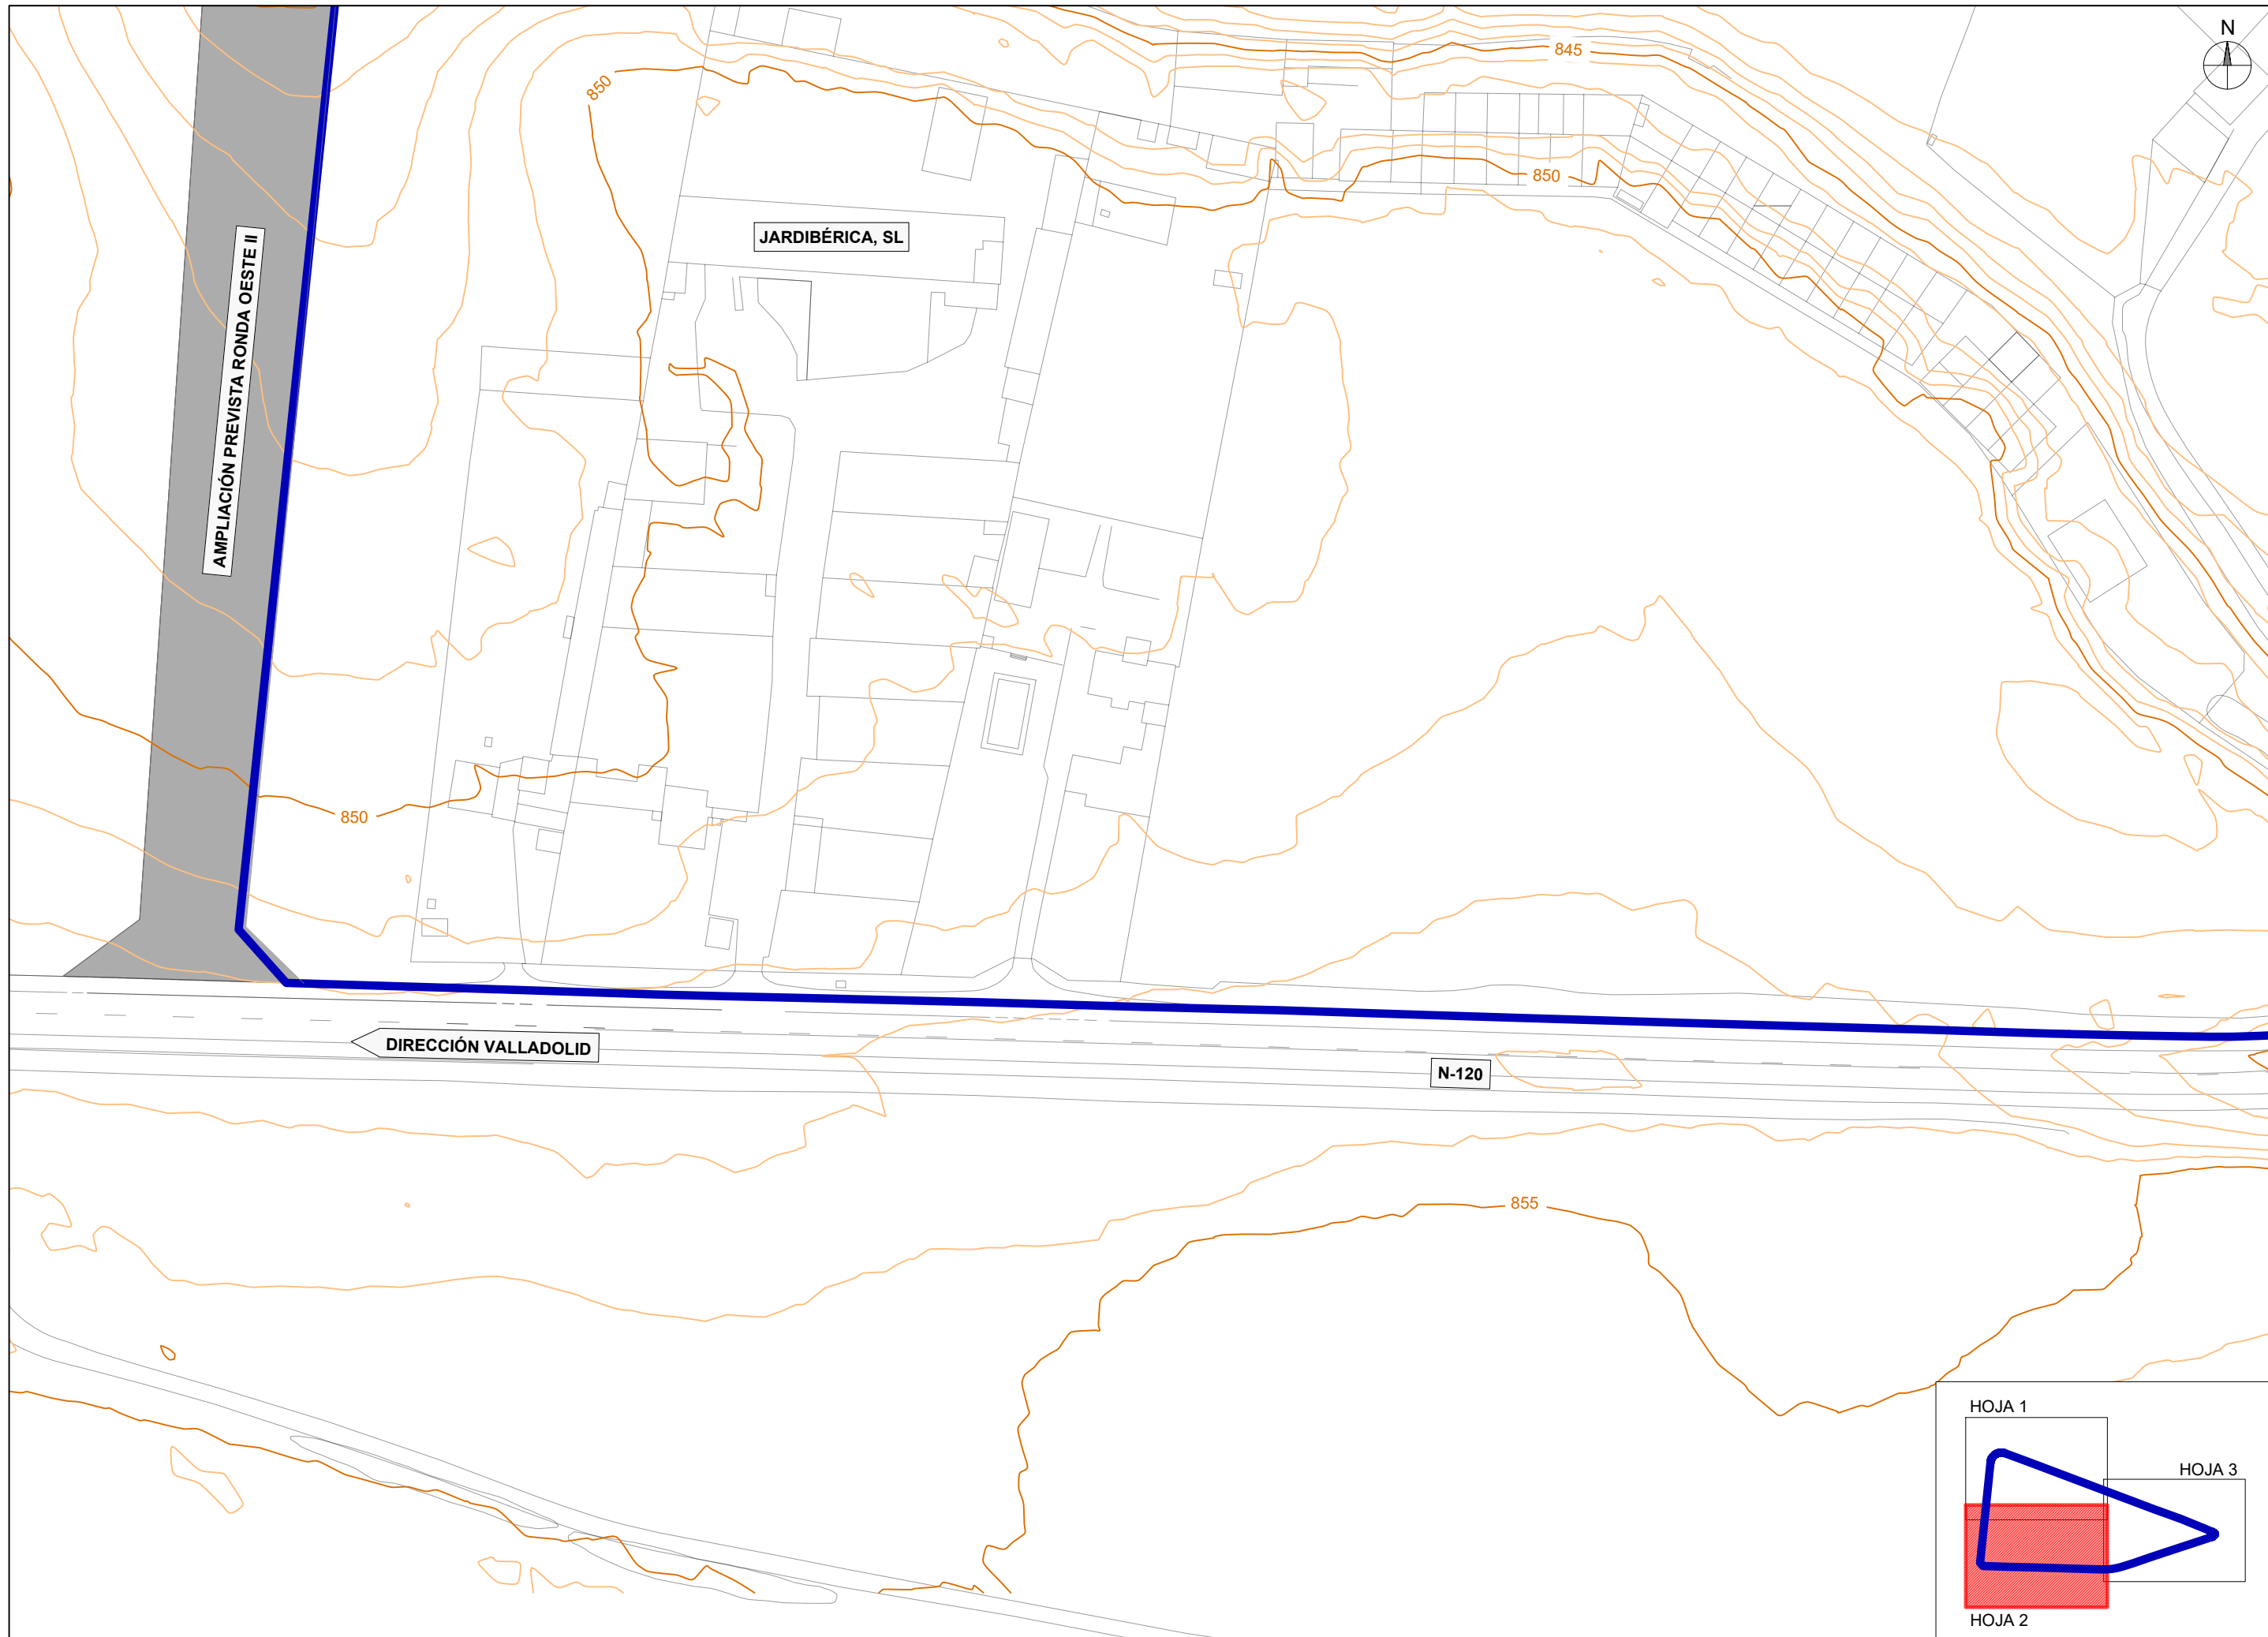 N
845
850
850
JARDIBÉRICA, SL
AMPLIACIÓN PREVISTA RONDA OESTE II
850
DIRECCIÓN VALLADOLID
N-120
855
HOJA 1
HOJA 3
HOJA 2